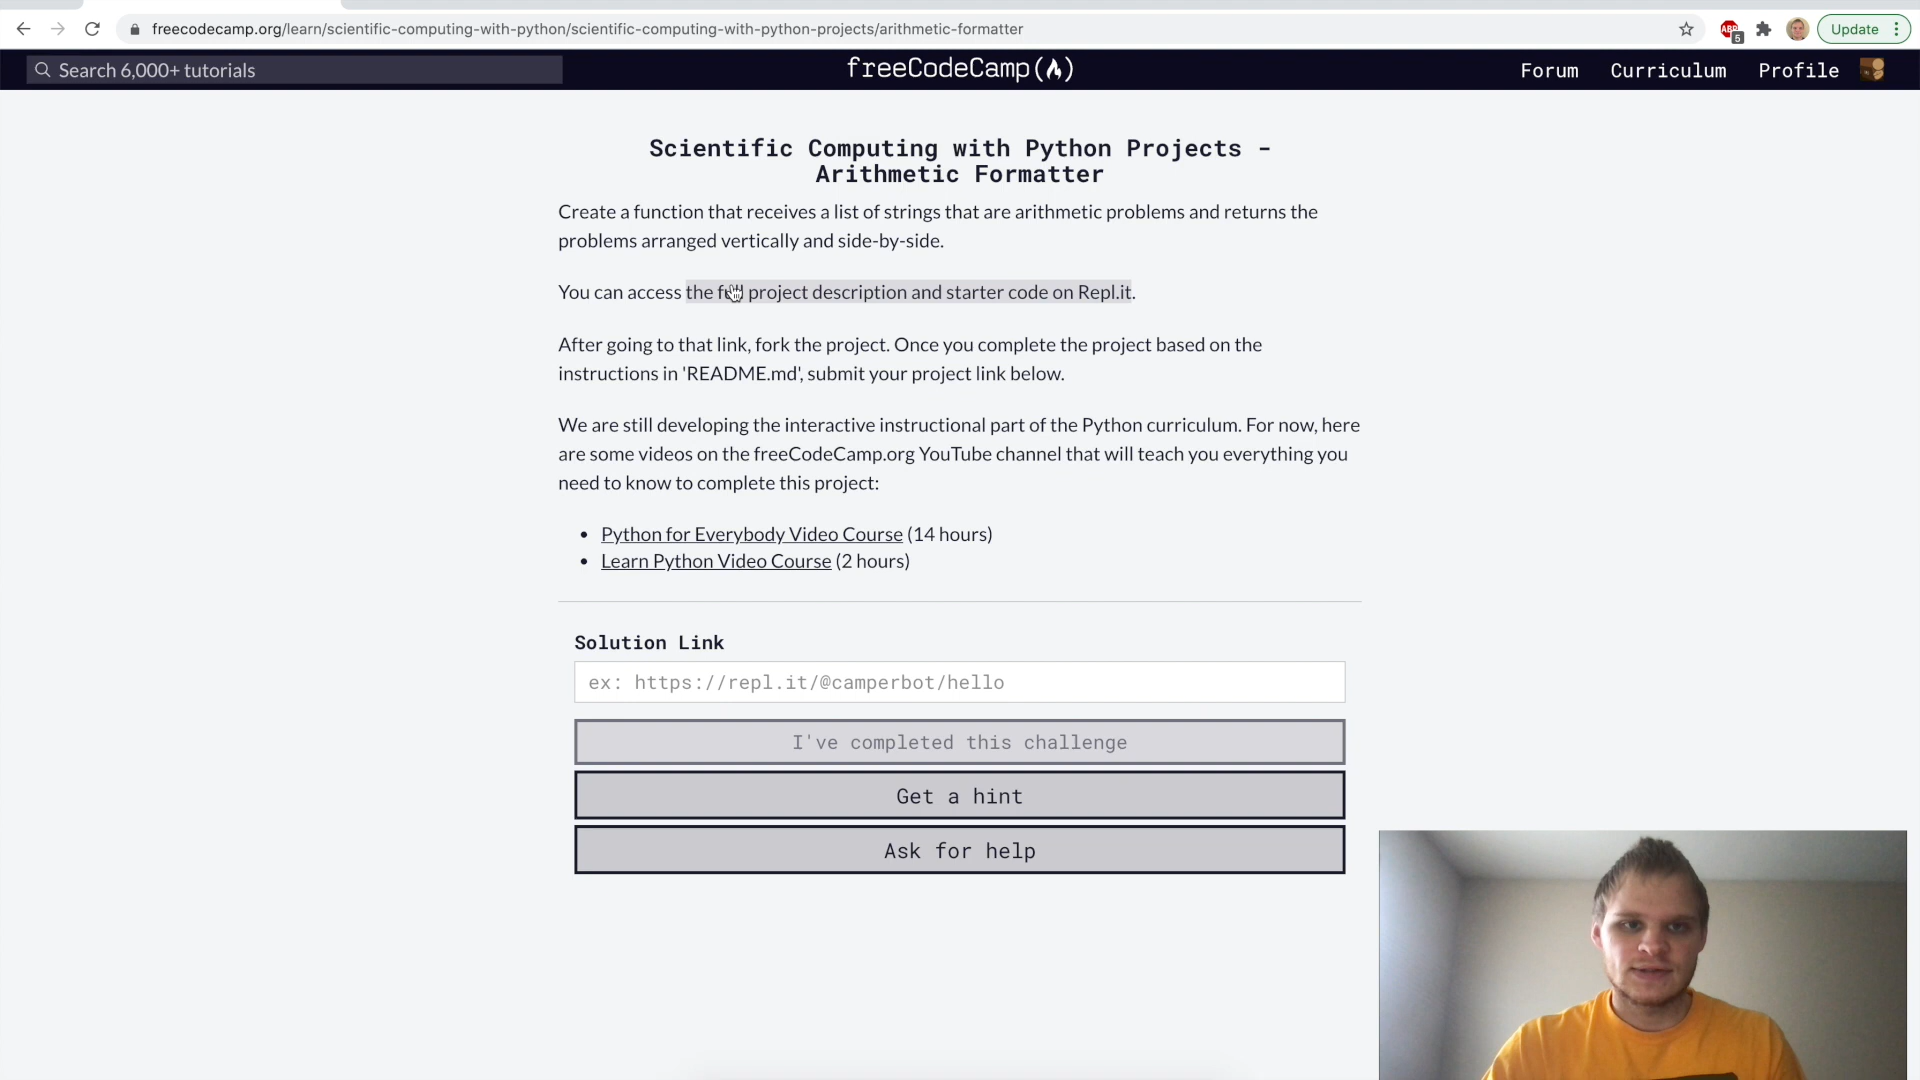 freecodecamp.org/learn/scientific-computing-with-python/scientific-computing-with-python-projects/arithmetic-formatter
ABP
5
Update
Search 6,000+ tutorials
freeCodeCamp
Forum
Curriculum
Profile
Scientific Computing with Python Projects -
Arithmetic Formatter
Create a function that receives a list of strings that are arithmetic problems and returns the
problems arranged vertically and side-by-side.
You can access the full project description and starter code on Repl.it.
After going to that link, fork the project. Once you complete the project based on the
instructions in 'README.md', submit your project link below.
We are still developing the interactive instructional part of the Python curriculum. For now, here
are some videos on the freeCodeCamp.org YouTube channel that will teach you everything you
need to know to complete this project:
• Python for Everybody Video Course (14 hours)
• Learn Python Video Course (2 hours)
Solution Link
ex: https://repl.it/@camperbot/hello
I've completed this challenge
Get a hint
Ask for help